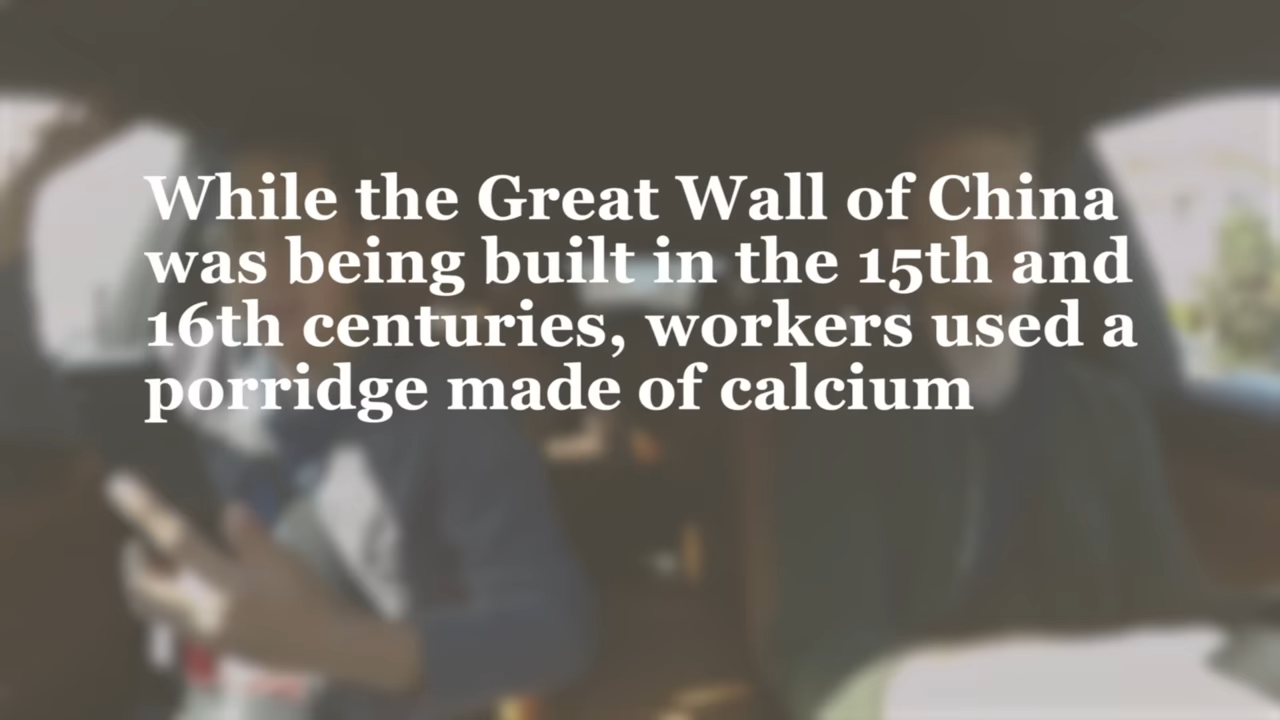 While the Great Wall of China
was being built in the 15th and
16th centuries, workers used a
porridge made of calcium